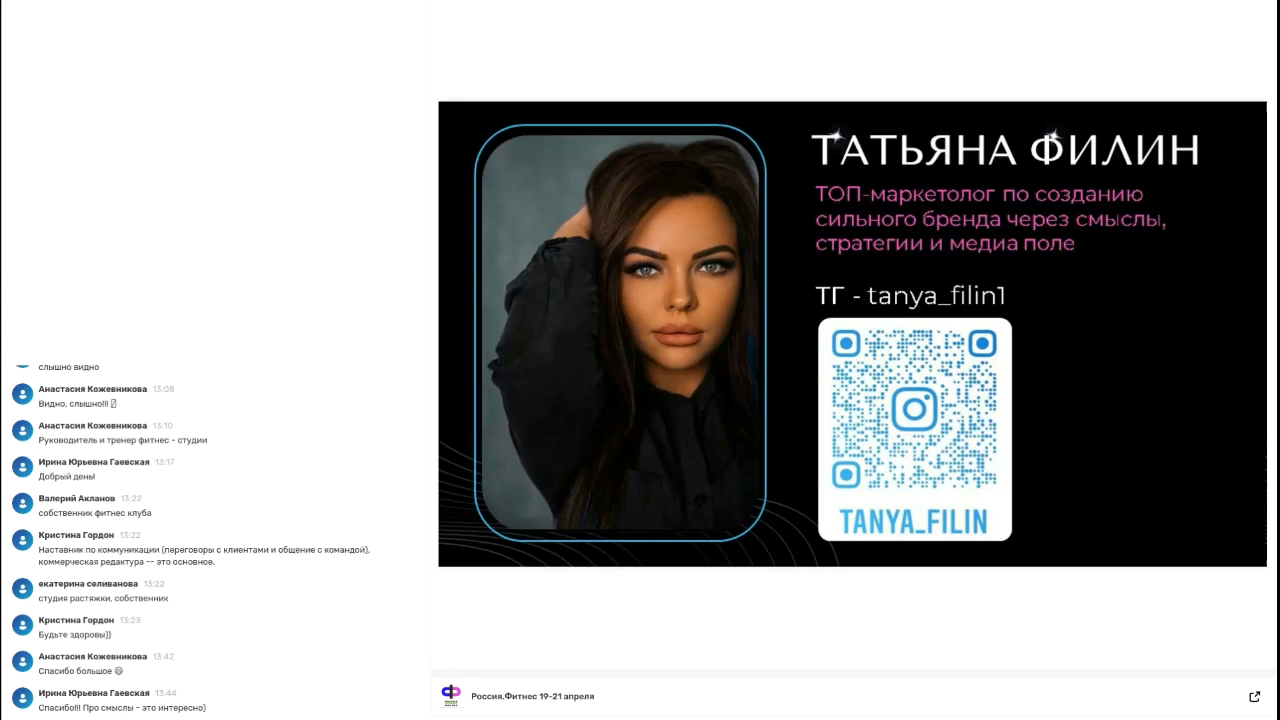 слышно видно
Анастасия Кожевникова 13:08
Видно, слышно!!!
Анастасия Кожевникова 13:10
Руководитель и тренер фитнес - студии
Ирина Юрьевна Гаевская 13:17
Добрый день!
Валерий Акланов 13:22
собственник фитнес клуба
Кристина Гордон 13:22
Наставник по коммуникации (переговоры с клиентами и общение с командой),
коммерческая редактура -- это основное.
екатерина селиванова 13:22
студия растяжки, собственник
Кристина Гордон 13:23
Будьте здоровы))
Анастасия Кожевникова 13:42
Спасибо большое 😊
Ирина Юрьевна Гаевская 13:44
Спасибо!!! Про смыслы - это интересно)
ТАТЬЯНА ФИЛИН
ТОП-маркетолог по созданию
сильного бренда через смыслы,
стратегии и медиа поле
ТГ - tanya_filin1
TANYA_FILIN
Россия.Фитнес 19-21 апреля